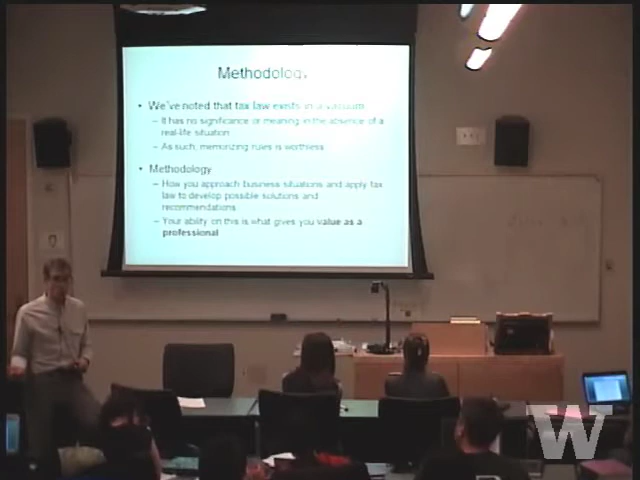 Methodology
• We've noted that tax law exists in a vacuum
– It has no significance or meaning in the absence of a
real-life situation
– As such, memorizing rules is worthless
• Methodology
– How you approach business situations and apply tax
law to develop possible solutions and
recommendations
– Your ability on this is what gives you value as a
professional
W